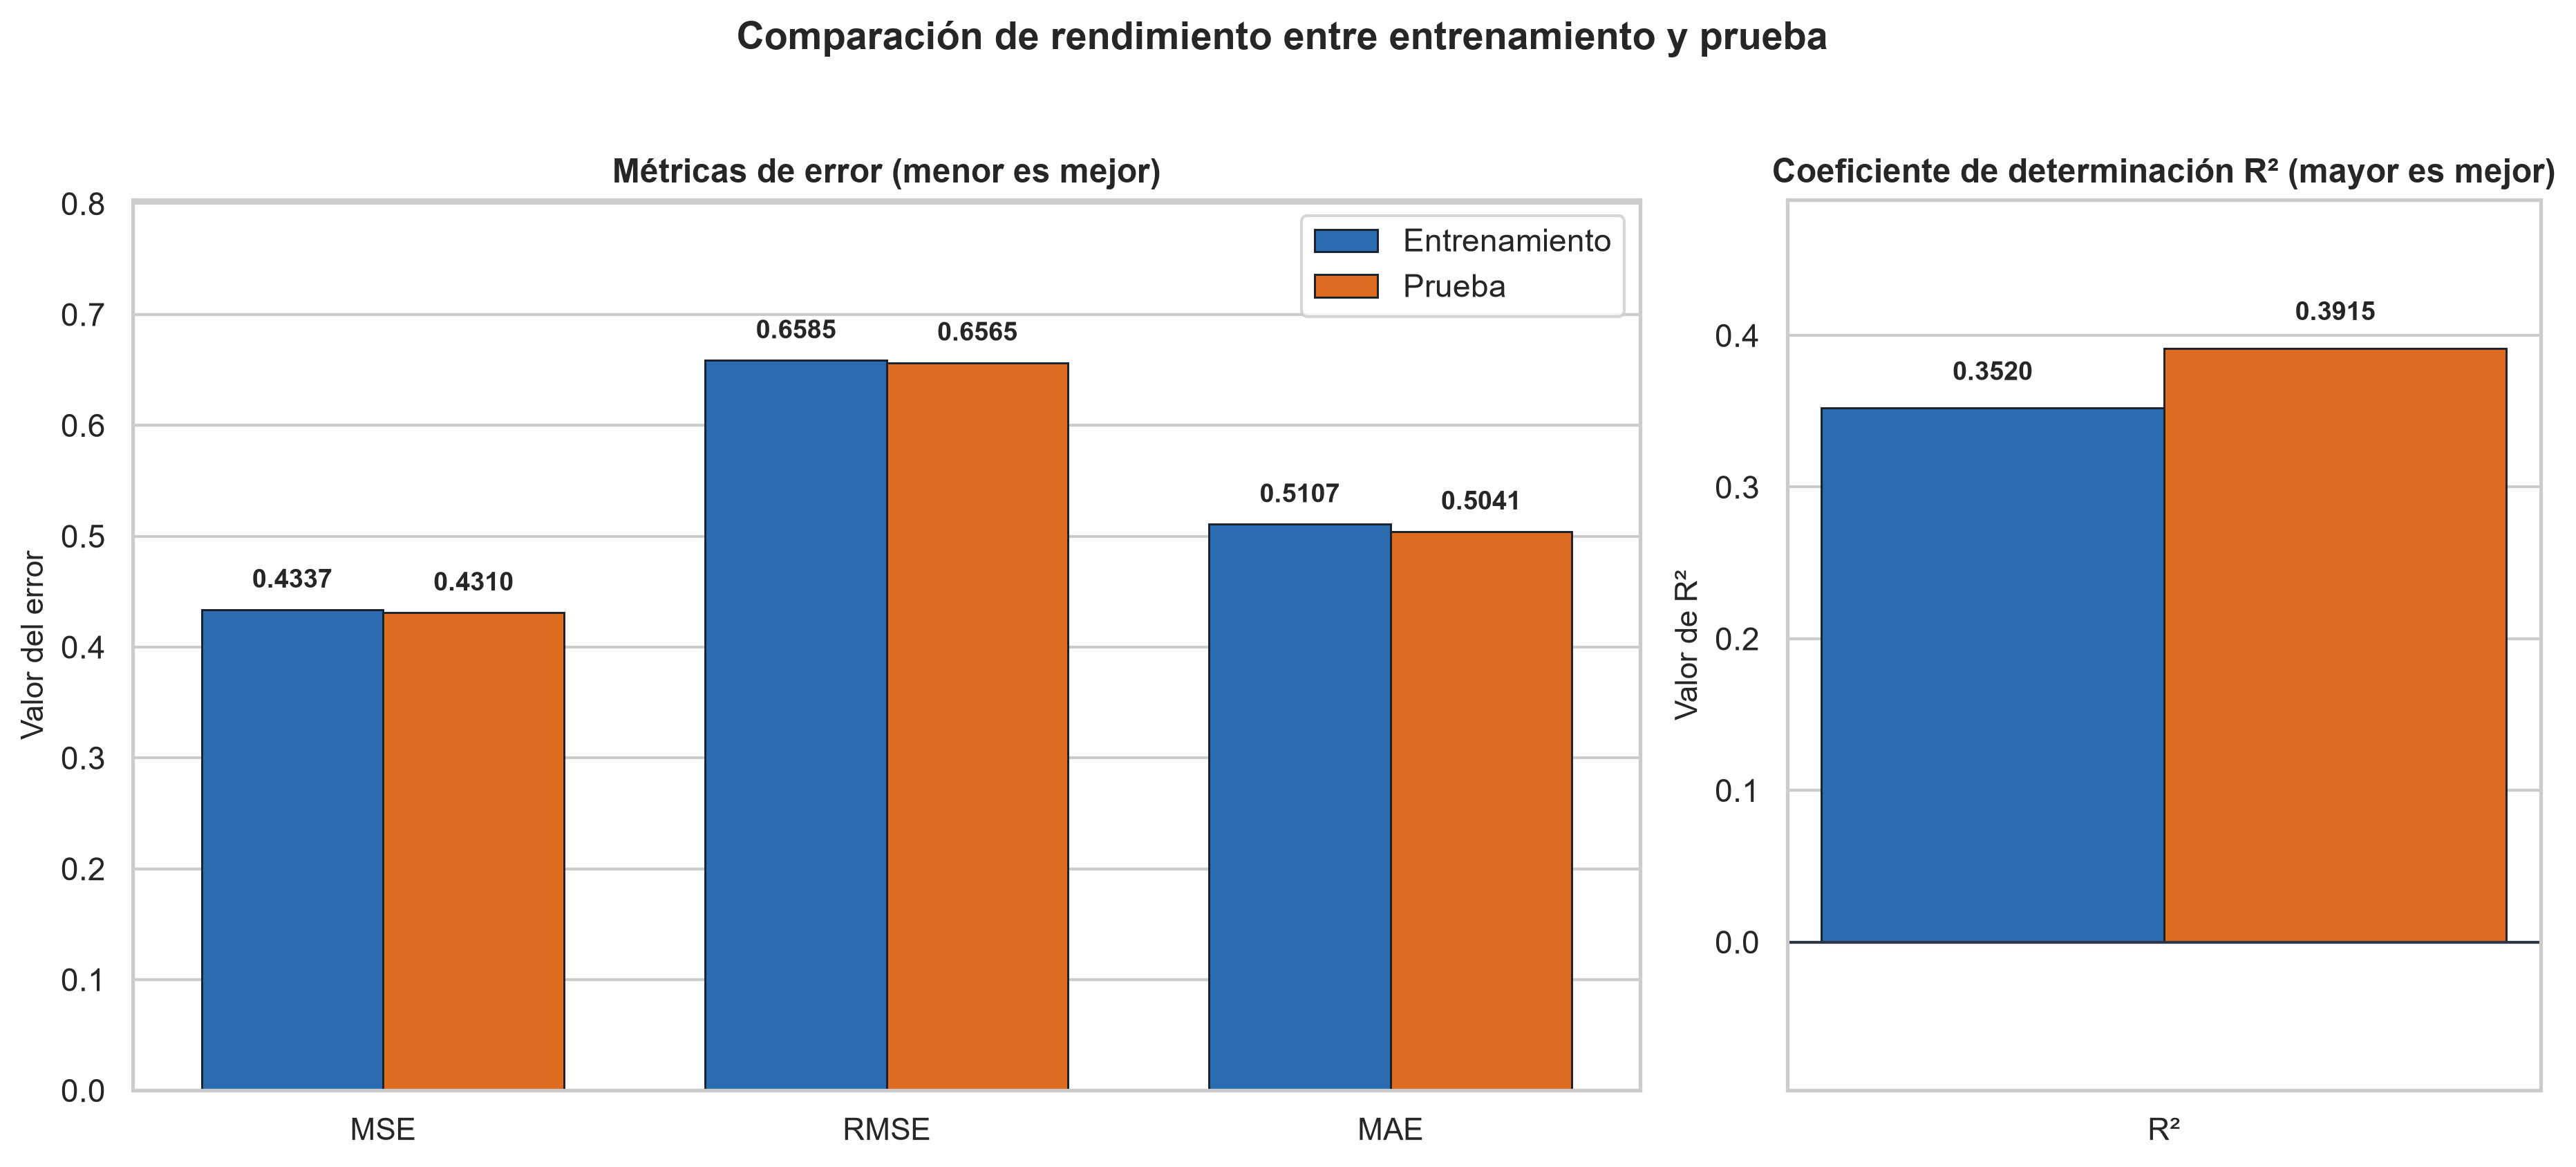 Comparación de rendimiento entre entrenamiento y prueba
Métricas de error (menor es mejor)
Valor del error
0.8
0.7
0.6
0.5
0.4
0.3
0.2
0.1
0.0
Entrenamiento
Prueba
0.4337
0.4310
0.6585
0.6565
0.5107
0.5041
MSE
RMSE
MAE
Coeficiente de determinación R² (mayor es mejor)
Valor de R²
0.4
0.3
0.2
0.1
0.0
0.3520
0.3915
R²